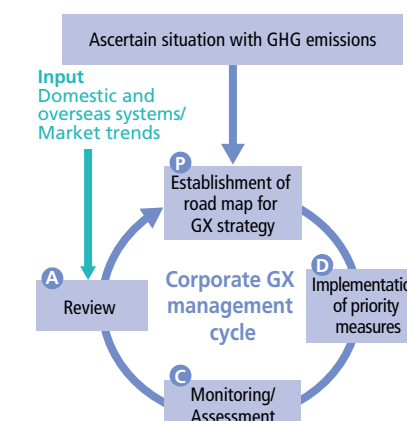 Ascertain situation with GHG emissions
Input
Domestic and
overseas systems/
Market trends
P
Establishment of
road map for
GX strategy
A
Review
Corporate GX
management
cycle
D
Implementatio
of priority
measures
C
Monitoring/
Assessment